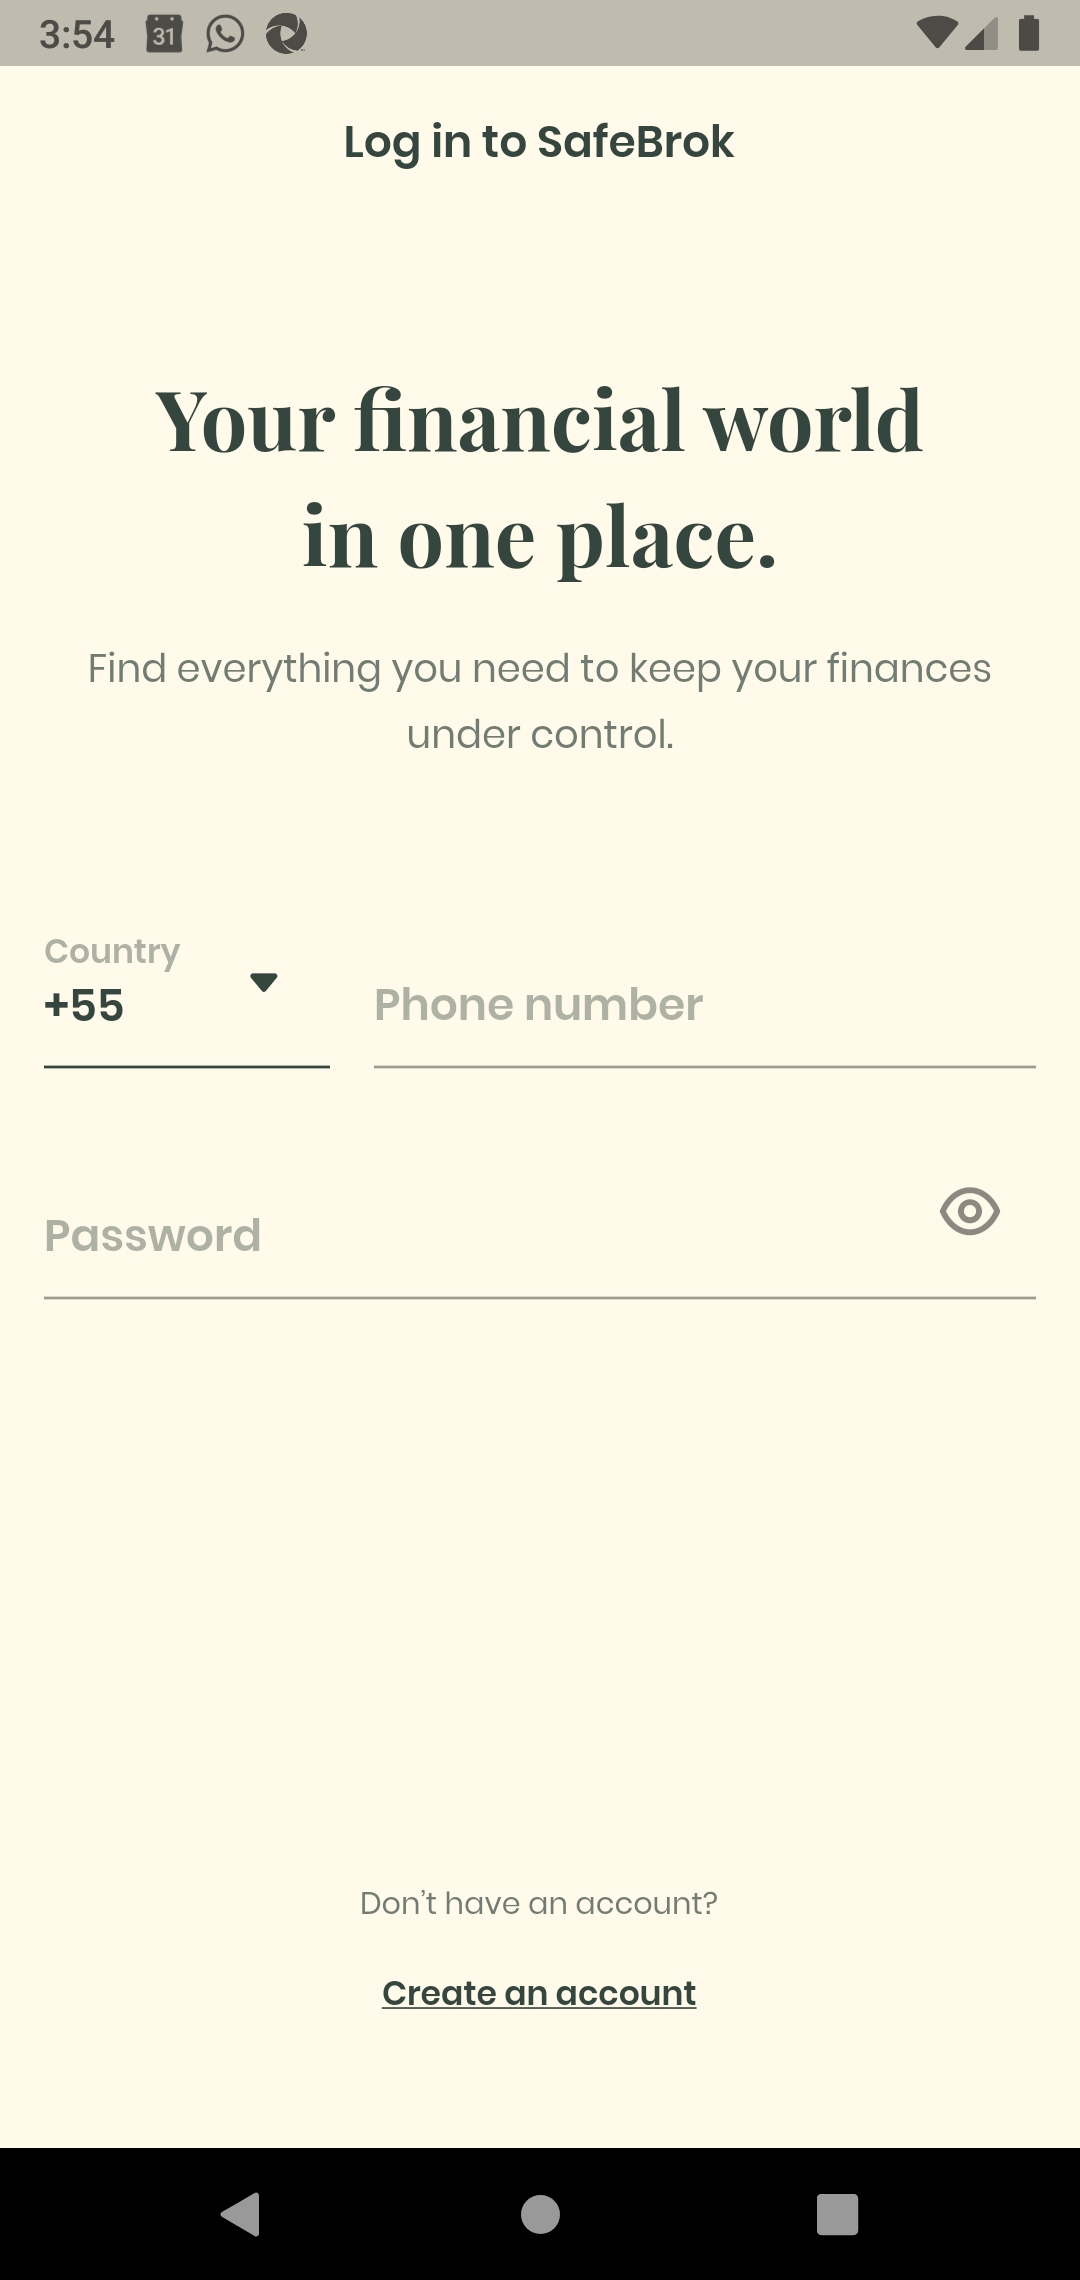 3:54
31
Log in to SafeBrok
Your financial world
in one place.
Find everything you need to keep your finances
under control.
Country
+55
Phone number
Password
Don’t have an account?
Create an account